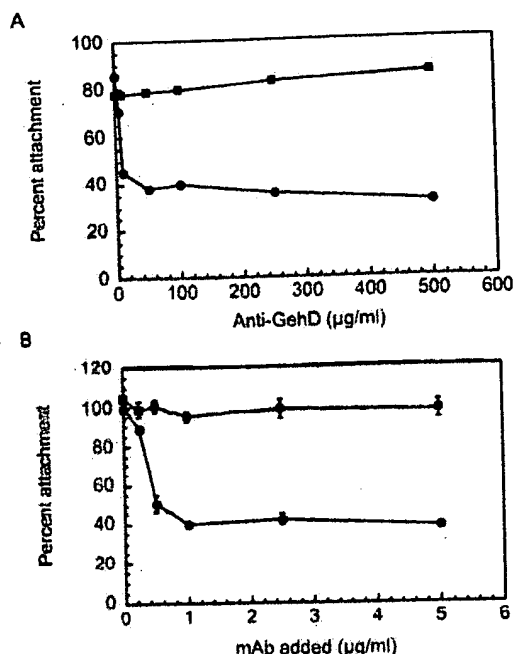 A
Percent attachment
100
80
60
40
20
0
0 100 200 300 400 500 600
Anti-GehD (µg/ml)
B
Percent attachment
120
100
80
60
40
20
0
0 1 2 3 4 5 6
mAb added (µg/ml)